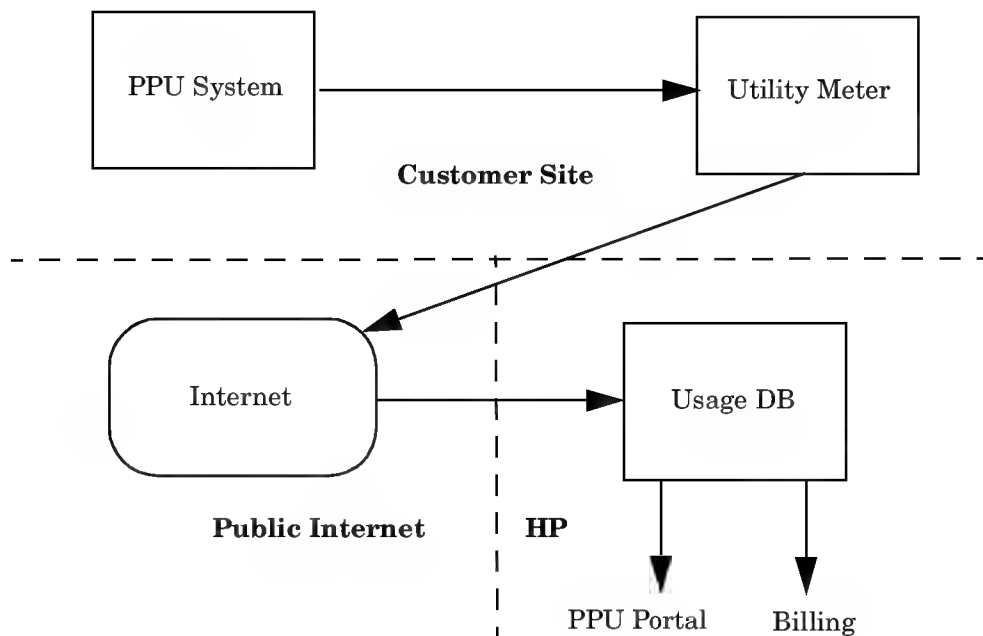 PPU System
Utility Meter
Customer Site
Internet
Usage DB
Public Internet
HP
PPU Portal
Billing